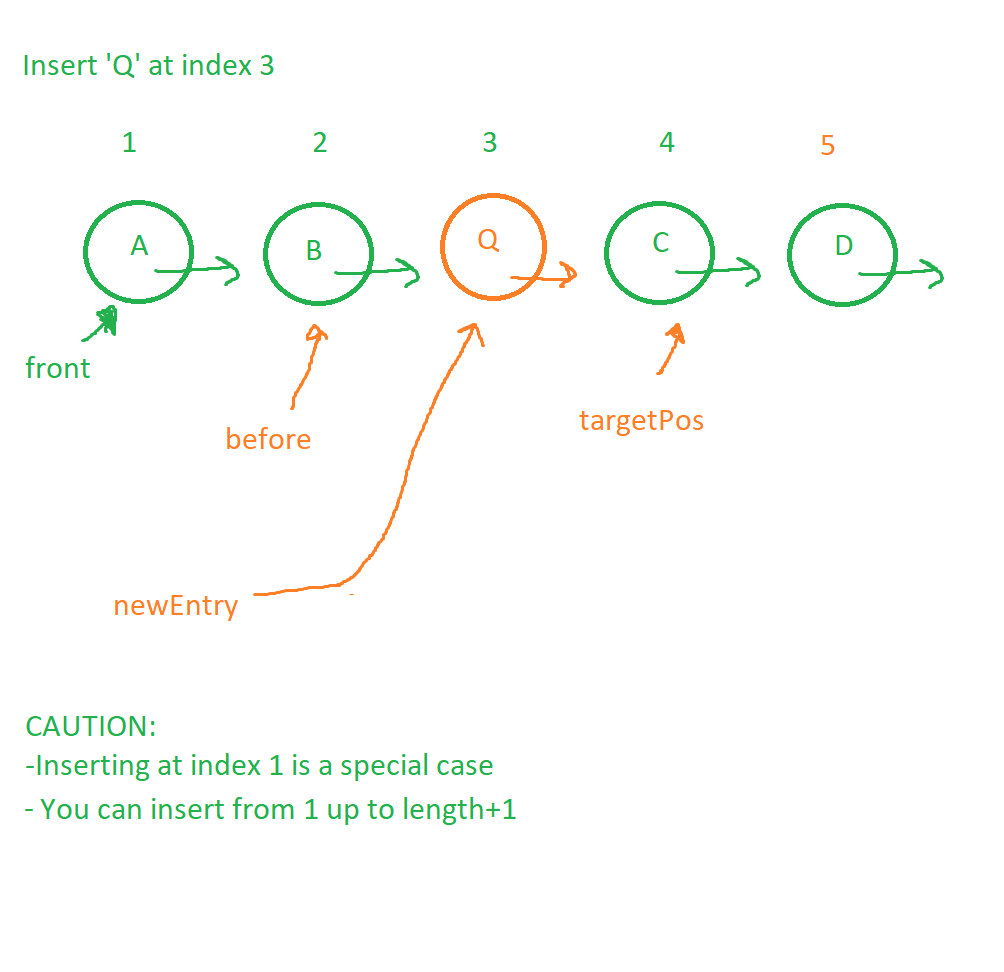 Insert 'Q' at index 3
1 2 3 4 5
A B Q C D
front
before
targetPos
newEntry
CAUTION:
-Inserting at index 1 is a special case
- You can insert from 1 up to length+1